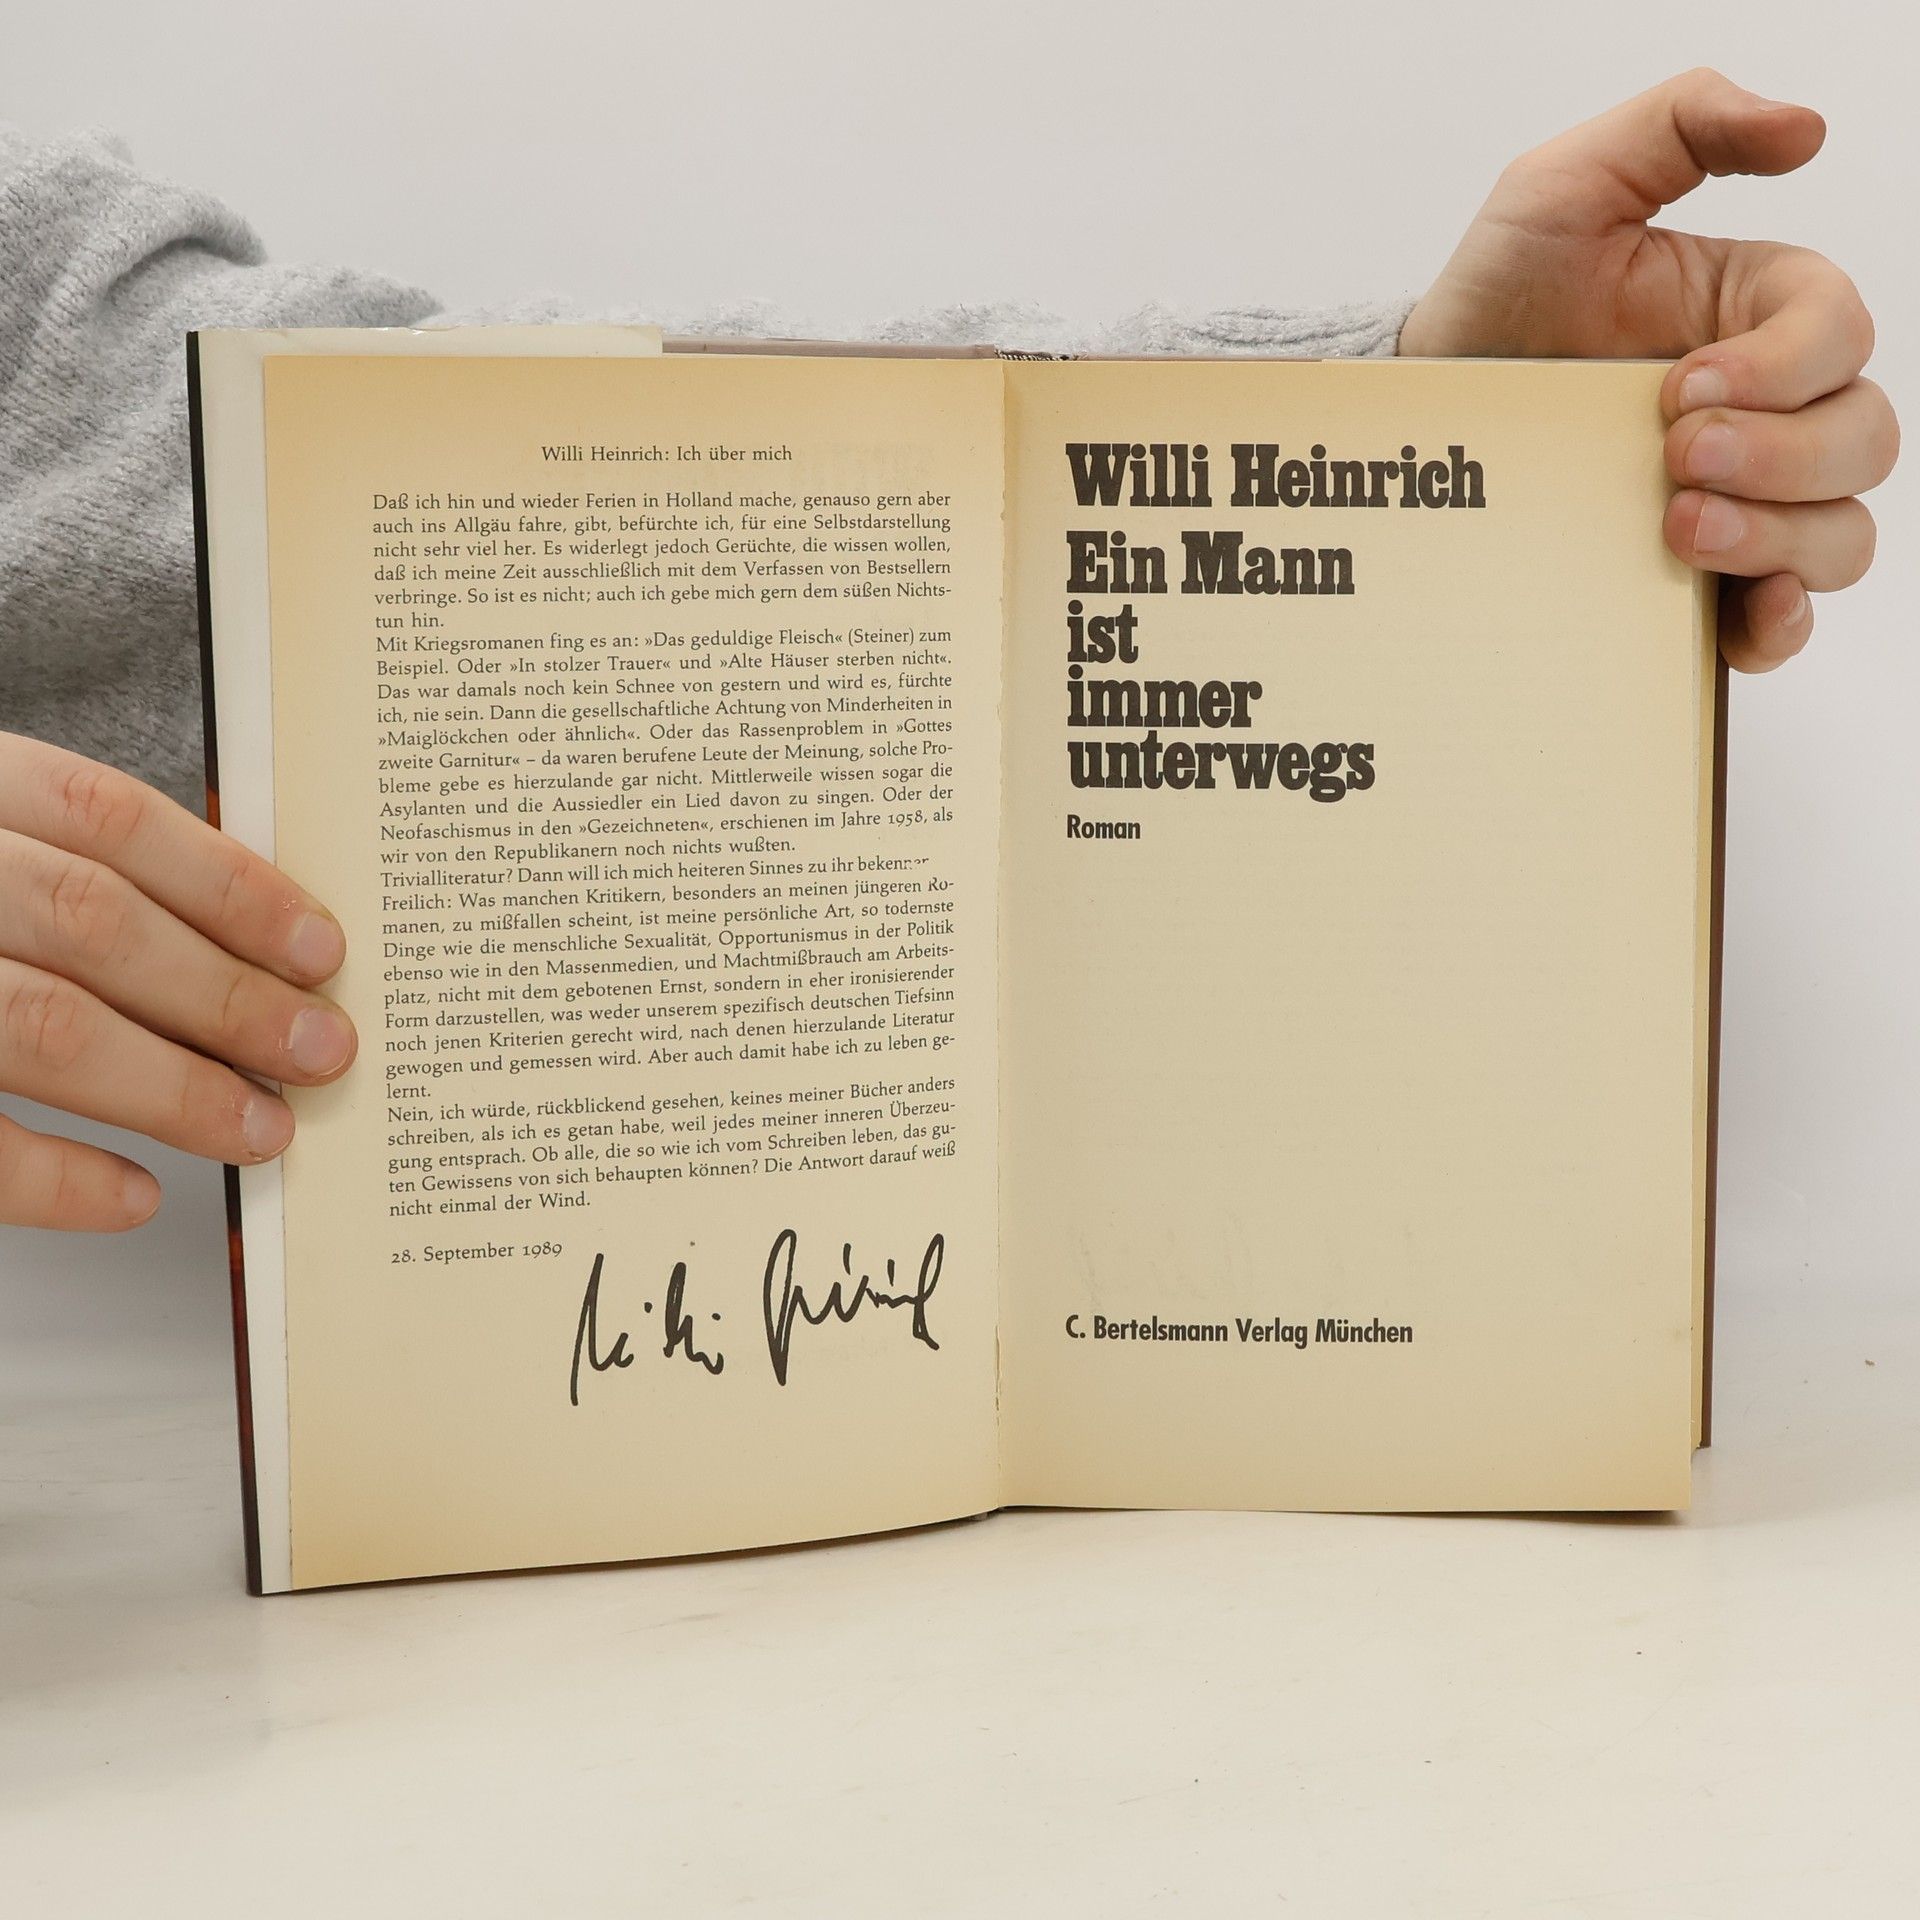 Willi Heinrich: Ich über mich
Daß ich hin und wieder Ferien in Holland mache, genauso gern aber
auch ins Allgäu fahre, gibt, befürchte ich, für eine Selbstdarstellung
nicht sehr viel her. Es widerlegt jedoch Gerüchte, die wissen wollen,
daß ich meine Zeit ausschließlich mit dem Verfassen von Bestsellern
verbringe. So ist es nicht; auch ich gebe mich gern dem süßen Nichts-
tun hin.
Mit Kriegsromanen fing es an: »Das geduldige Fleisch« (Steiner) zum
Beispiel. Oder »In stolzer Trauer« und »Alte Häuser sterben nicht«.
Das war damals noch kein Schnee von gestern und wird es, fürchte
ich, nie sein. Dann die gesellschaftliche Achtung von Minderheiten in
»Maiglöckchen oder ähnlich«. Oder das Rassenproblem in »Gottes
zweite Garnitur« – da waren berufene Leute der Meinung, solche Pro-
bleme gebe es hierzulande gar nicht. Mittlerweile wissen sogar die
Asylanten und die Aussiedler ein Lied davon zu singen. Oder der
Neofaschismus in den »Gezeichneten«, erschienen im Jahre 1958, als
wir von den Republikanern noch nichts wußten.
Trivialliteratur? Dann will ich mich heiteren Sinnes zu ihr
Freilich: Was manchen Kritikern, besonders an meinen jüngeren Ro-
manen, zu mißfallen scheint, ist meine persönliche Art, so todernste
Dinge wie die menschliche Sexualität, Opportunismus in der Politik
ebenso wie in den Massenmedien, und Machtmißbrauch am Arbeits-
platz, nicht mit dem gebotenen Ernst, sondern in eher ironisierender
Form darzustellen, was weder unserem spezifisch deutschen Tiefsinn
noch jenen Kriterien gerecht wird, nach denen hierzulande Literatur
gewogen und gemessen wird. Aber auch damit habe ich zu leben ge-
lernt.
Nein, ich würde, rückblickend gesehen, keines meiner Bücher anders
schreiben, als ich es getan habe, weil jedes meiner inneren Überzeu-
gung entsprach. Ob alle, die so wie ich vom Schreiben leben, das gu-
ten Gewissens von sich behaupten können? Die Antwort darauf weiß
nicht einmal der Wind.
28. September 1989
Willi Heinrich
Willi Heinrich
Ein Mann
ist
immer
unterwegs
Roman
C. Bertelsmann Verlag München